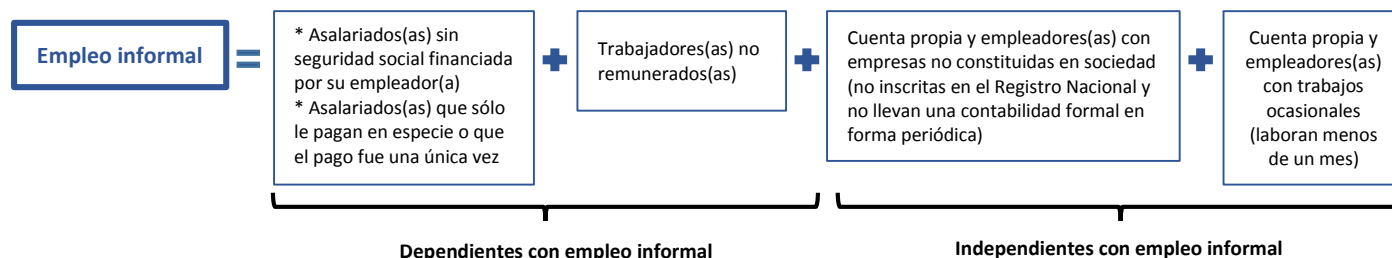 Empleo informal
=
* Asalariados(as) sin
seguridad social financiada
por su empleador(a)
* Asalariados(as) que sólo
le pagan en especie o que
el pago fue una única vez
+
Trabajadores(as) no
remunerados(as)
+
Cuenta propia y empleadores(as) con
empresas no constituidas en sociedad
(no inscritas en el Registro Nacional y
no llevan una contabilidad formal en
forma periódica)
+
Cuenta propia y
empleadores(as)
con trabajos
ocasionales
(laboran menos
de un mes)
Dependientes con empleo informal
Independientes con empleo informal